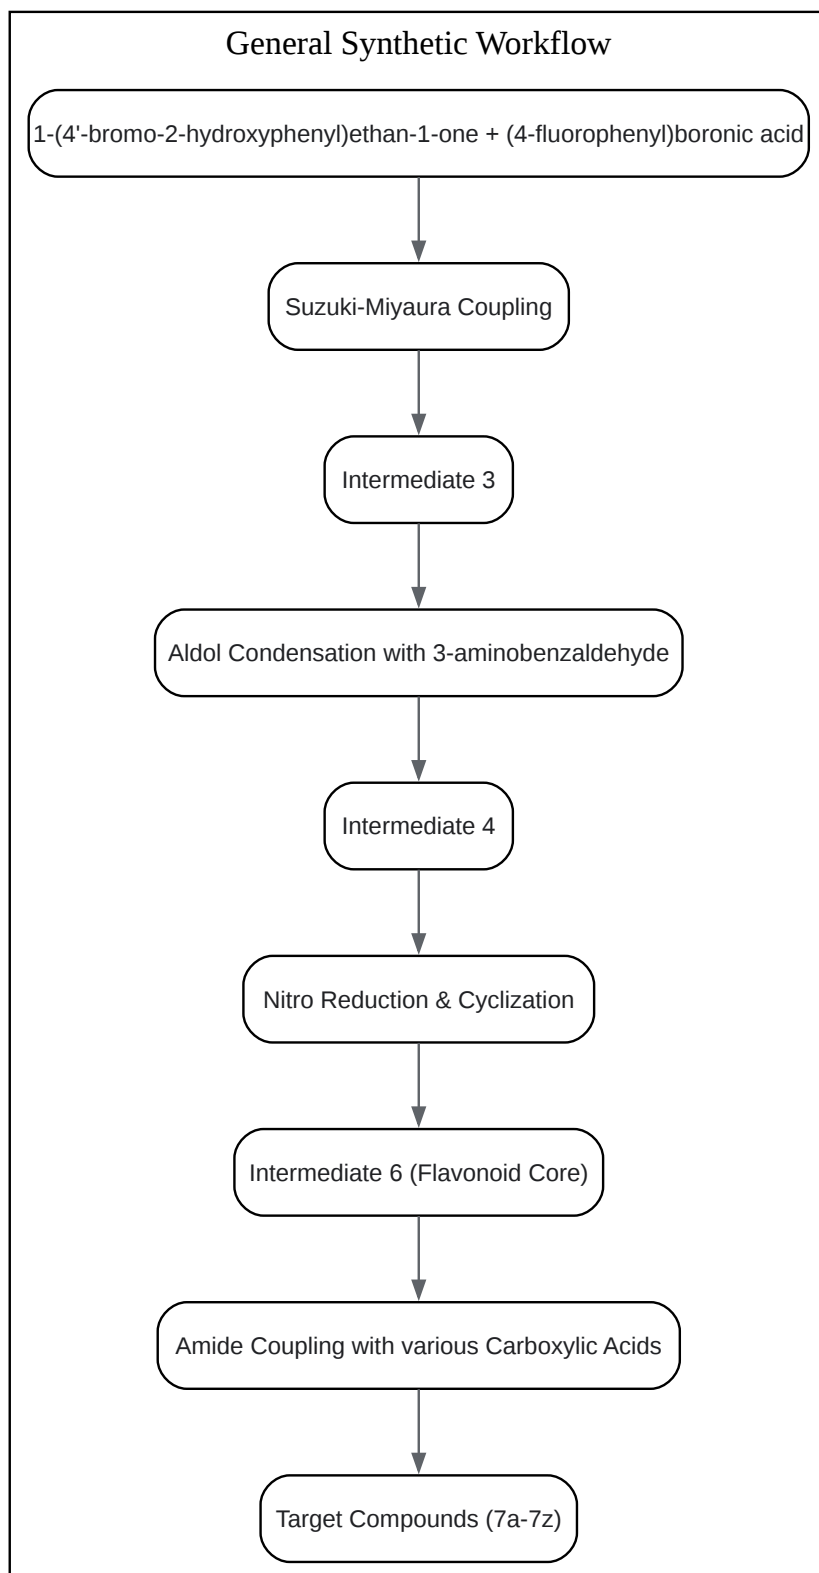 General Synthetic Workflow
1-(4'-bromo-2-hydroxyphenyl)ethan-1-one + (4-fluorophenyl)boronic acid
Suzuki-Miyaura Coupling
Intermediate 3
Aldol Condensation with 3-aminobenzaldehyde
Intermediate 4
Nitro Reduction & Cyclization
Intermediate 6 (Flavonoid Core)
Amide Coupling with various Carboxylic Acids
Target Compounds (7a-7z)